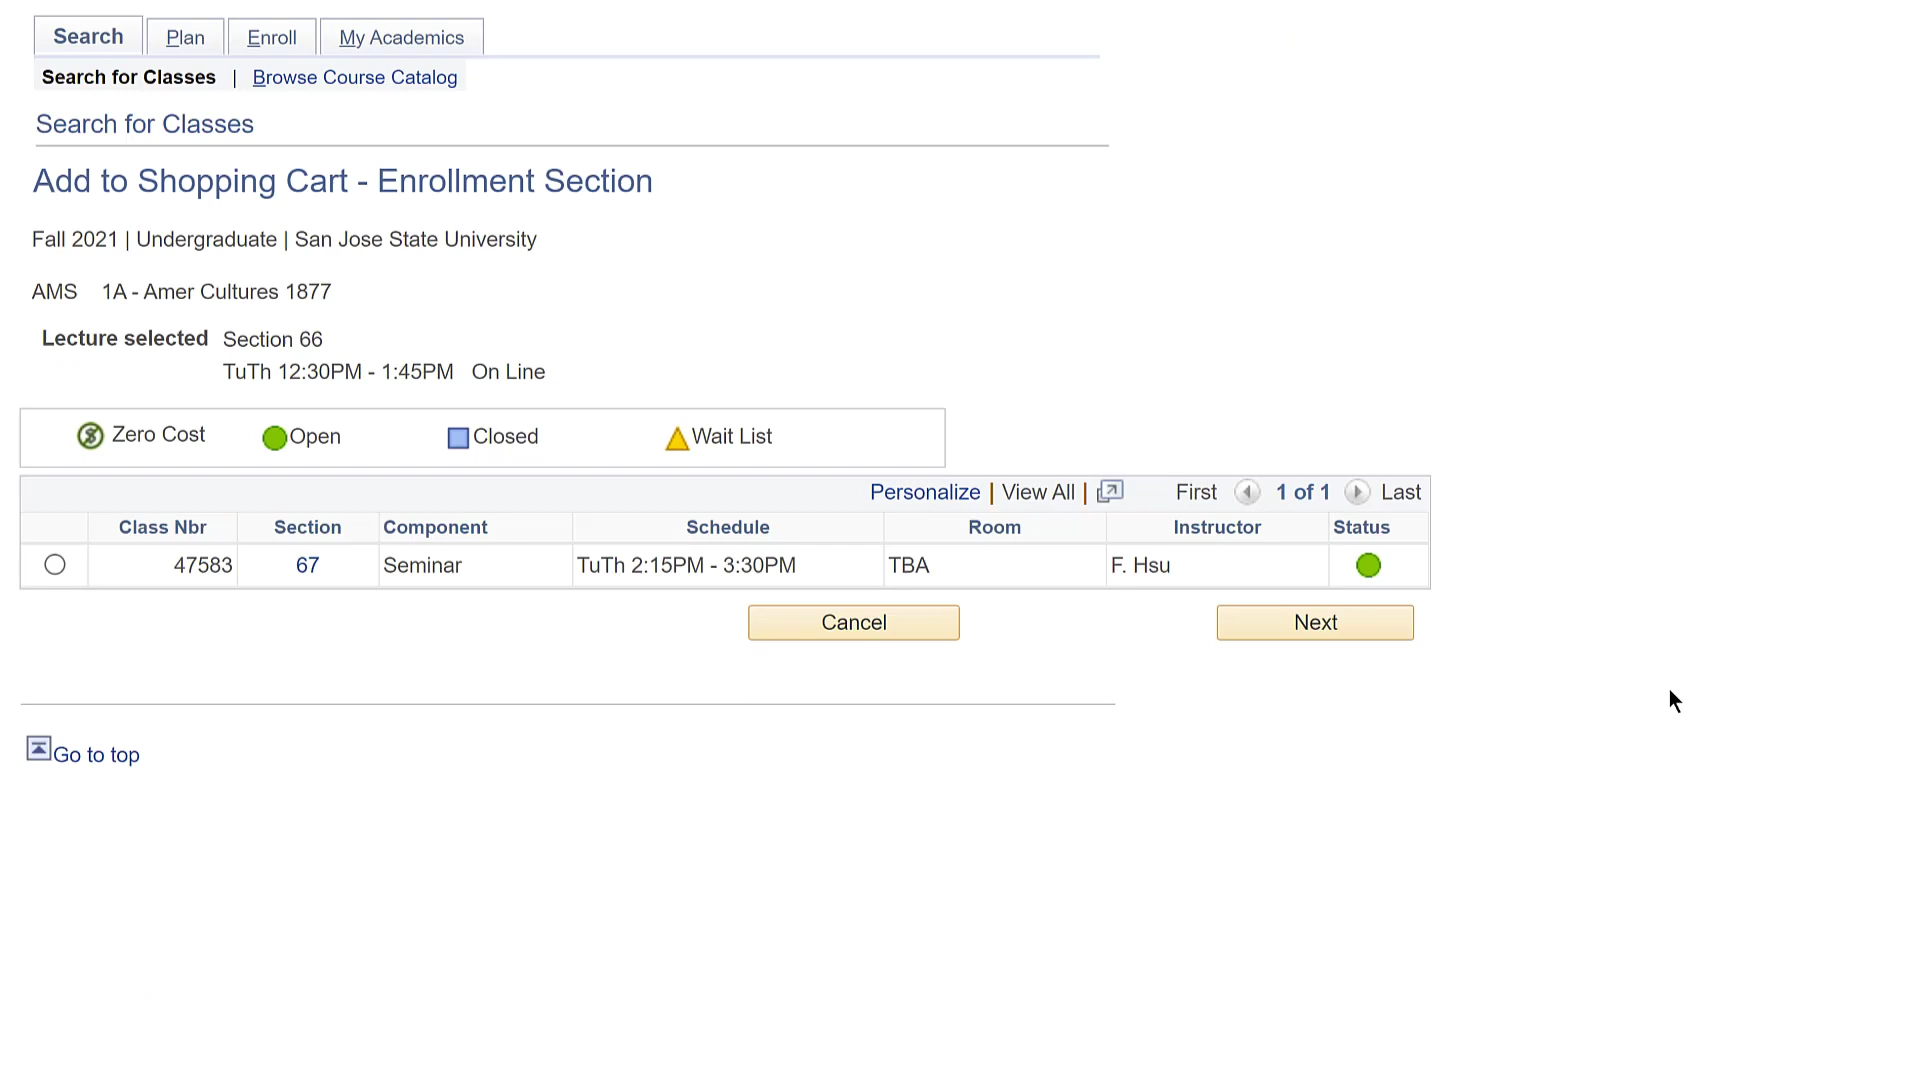 Search Plan Enroll My Academics
Search for Classes | Browse Course Catalog
Search for Classes
Add to Shopping Cart - Enrollment Section
Fall 2021 | Undergraduate | San Jose State University
AMS 1A - Amer Cultures 1877
Lecture selected Section 66
TuTh 12:30PM - 1:45PM On Line
Zero Cost Open Closed Wait List
Personalize | View All | First 1 of 1 Last
Class Nbr Section Component Schedule Room Instructor Status
47583 67 Seminar TuTh 2:15PM - 3:30PM TBA F. Hsu
Cancel Next
Go to top